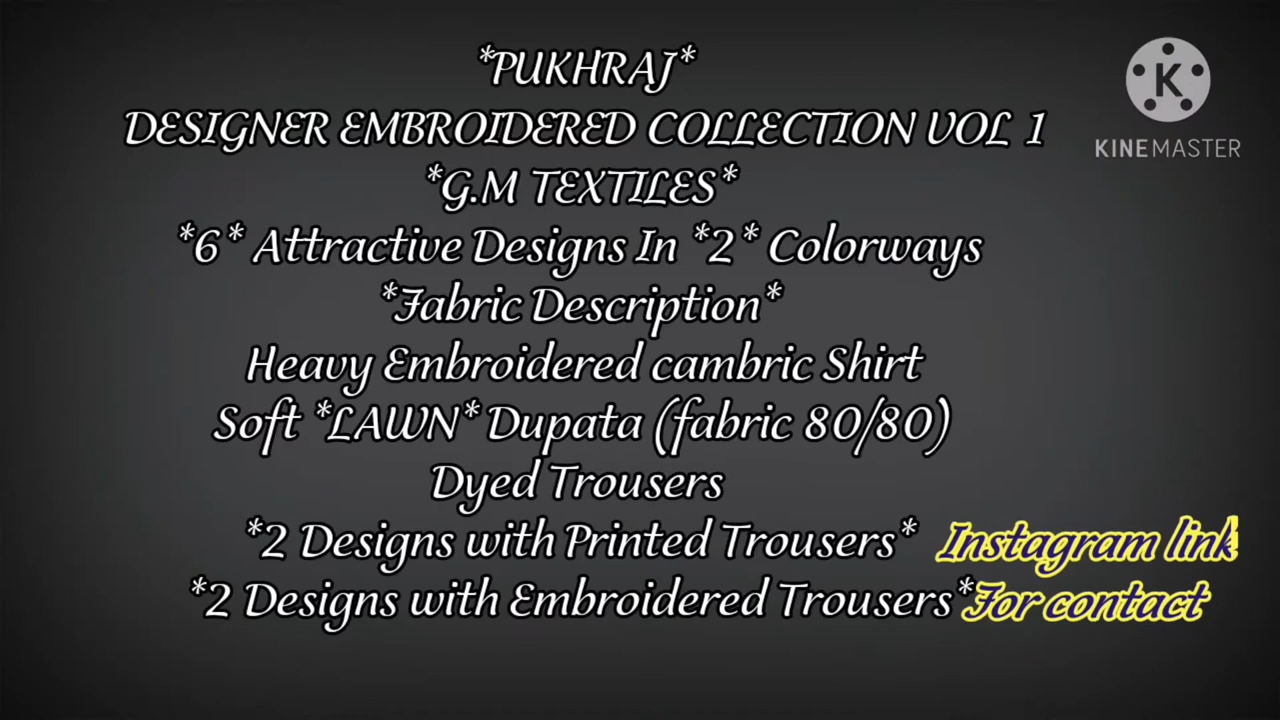 *PUKHRAJ*
DESIGNER EMBROIDERED COLLECTION VOL 1
*G.M TEXTILES*
*6* Attractive Designs In *2* Colorways
*Fabric Description*
Heavy Embroidered cambric Shirt
Soft *LAWN* Dupata (fabric 80/80)
Dyed Trousers
*2 Designs with Printed Trousers*
*2 Designs with Embroidered Trousers*
Instagram link
For contact
K
KINEMASTER